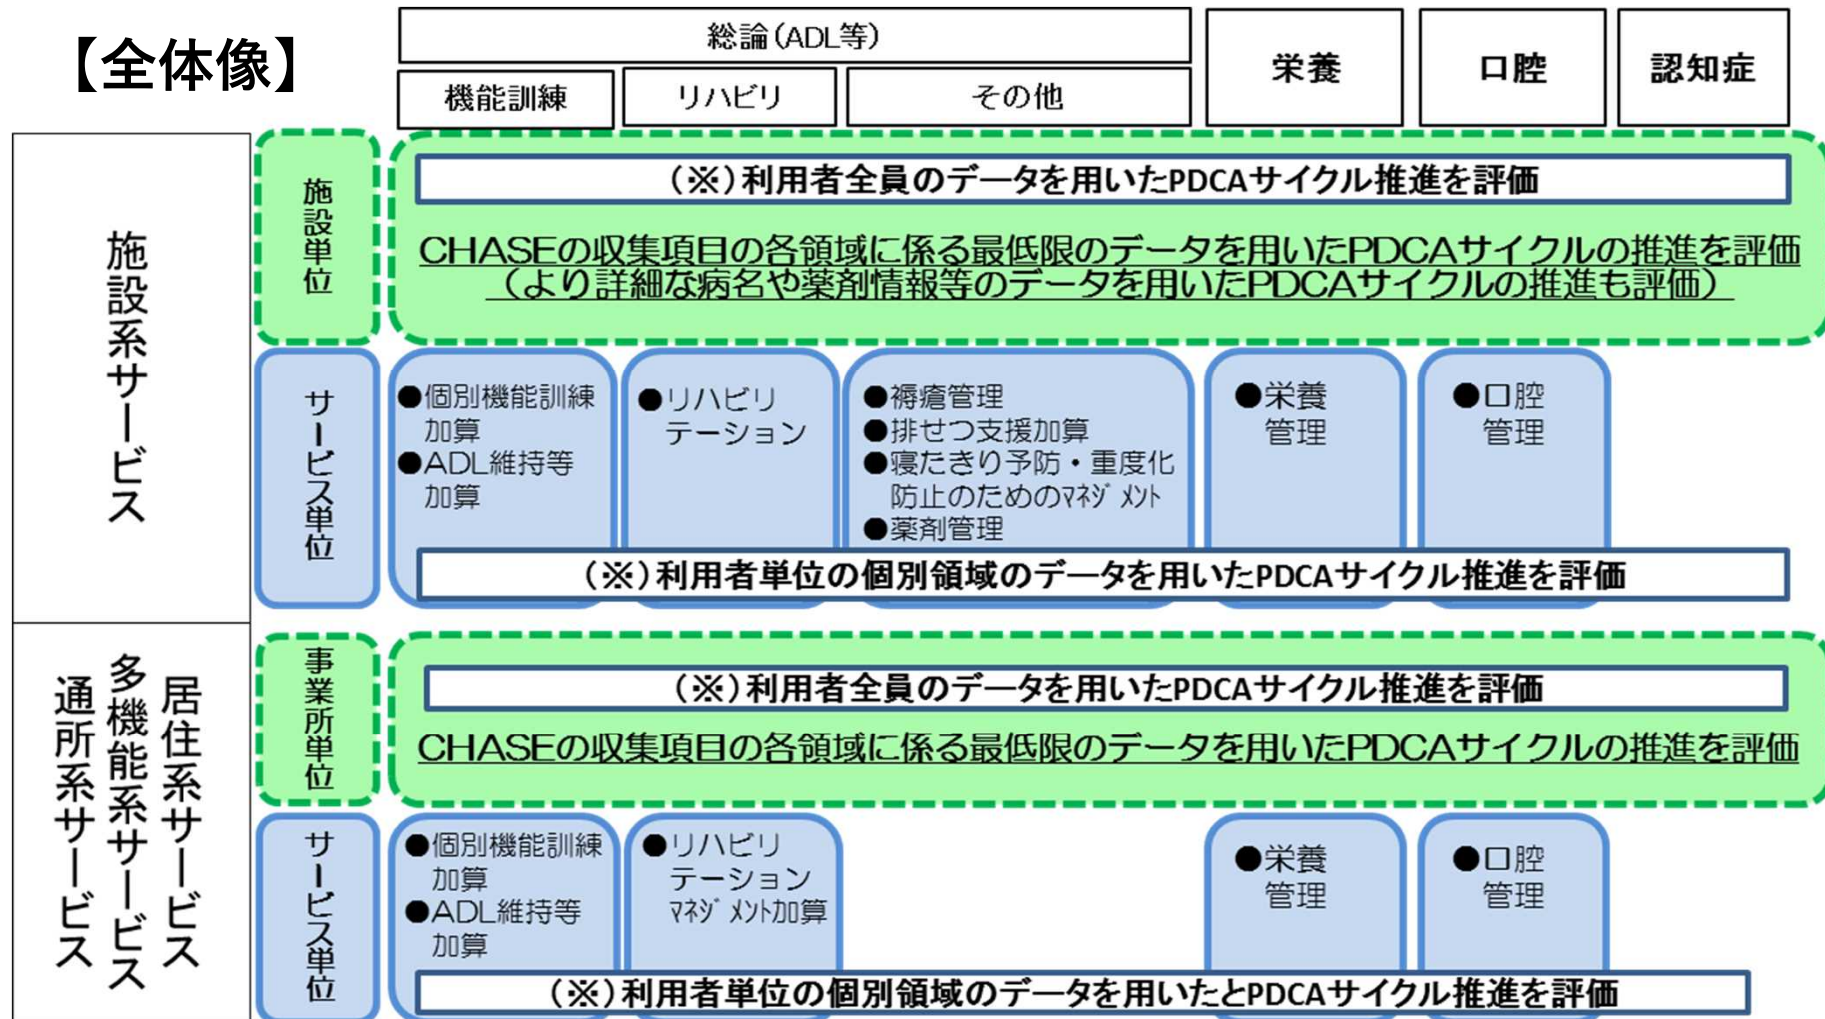 【全体像】
総論(ADL等)
機能訓練
リハビリ
その他
栄養
口腔
認知症
施設系サービス
施設単位
(※)利用者全員のデータを用いたPDCAサイクル推進を評価
CHASEの収集項目の各領域に係る最低限のデータを用いたPDCAサイクルの推進を評価
(より詳細な病名や薬剤情報等のデータを用いたPDCAサイクルの推進も評価)
サービス単位
●個別機能訓練
加算
●ADL維持等
加算
●リハビリ
テーション
●褥瘡管理
●排せつ支援加算
●寝たきり予防・重度化
防止のためのマネジメント
●薬剤管理
●栄養
管理
●口腔
管理
(※)利用者単位の個別領域のデータを用いたPDCAサイクル推進を評価
居住系サービス
多機能系サービス
通所系サービス
事業所単位
(※)利用者全員のデータを用いたPDCAサイクル推進を評価
CHASEの収集項目の各領域に係る最低限のデータを用いたPDCAサイクルの推進を評価
サービス単位
●個別機能訓練
加算
●ADL維持等
加算
●リハビリ
テーション
マネジメント加算
●栄養
管理
●口腔
管理
(※)利用者単位の個別領域のデータを用いたとPDCAサイクル推進を評価